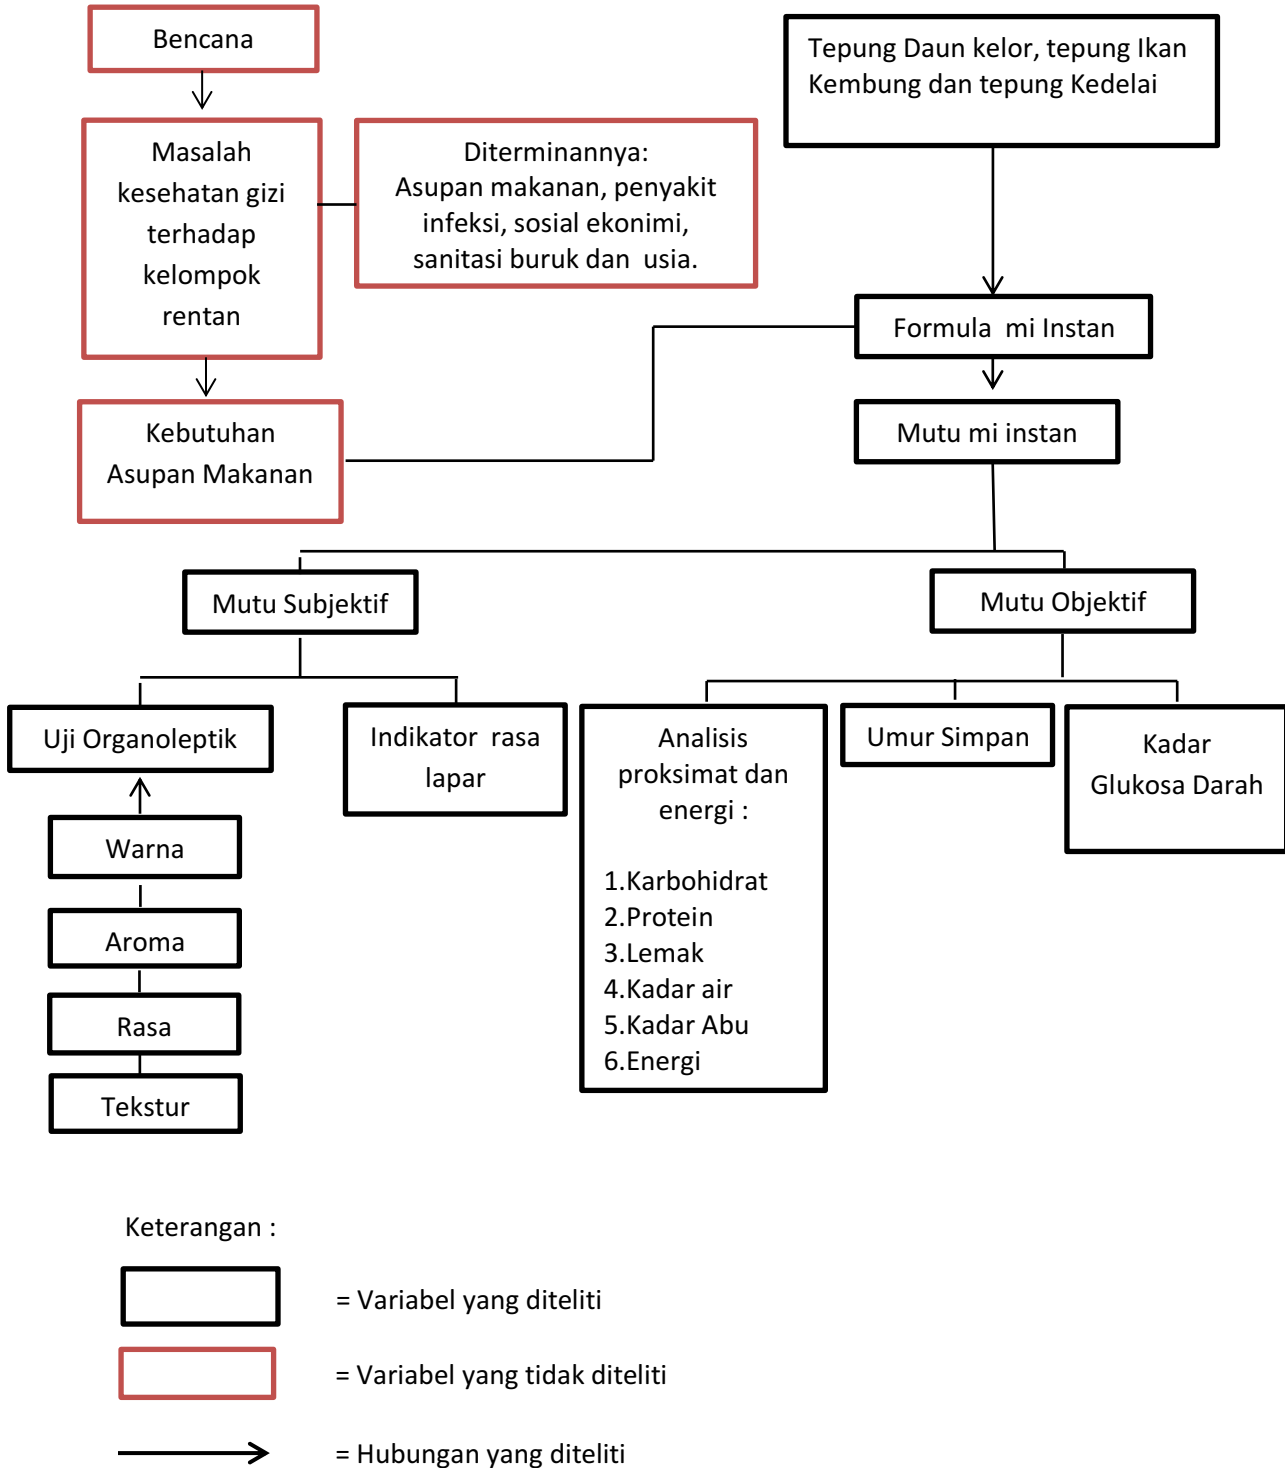 Bencana
Tepung Daun kelor, tepung Ikan
Kembung dan tepung Kedelai
Masalah
kesehatan gizi
terhadap
kelompok
rentan
Diterminannya:
Asupan makanan, penyakit
infeksi, sosial ekonimi,
sanitasi buruk dan usia.
Formula mi Instan
Kebutuhan
Asupan Makanan
Mutu mi instan
Mutu Subjektif
Mutu Objektif
Uji Organoleptik
Indikator rasa
lapar
Analisis
proksimat dan
energi :
1.Karbohidrat
2.Protein
3.Lemak
4.Kadar air
5.Kadar Abu
6.Energi
Umur Simpan
Kadar
Glukosa Darah
Warna
Aroma
Rasa
Tekstur
Keterangan :
= Variabel yang diteliti
= Variabel yang tidak diteliti
= Hubungan yang diteliti